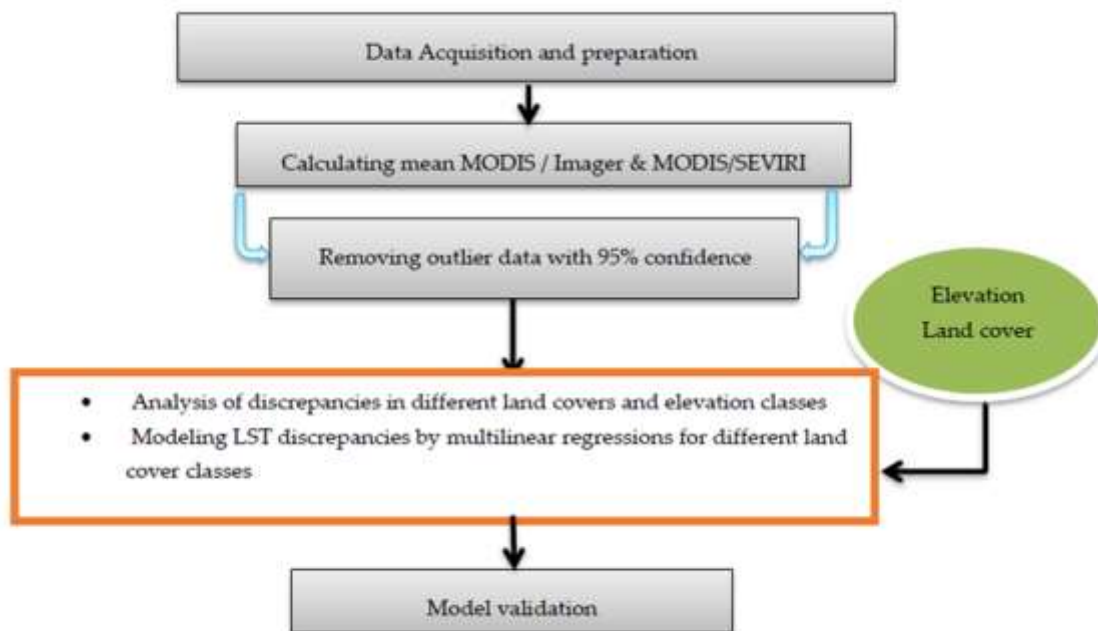 Data Acquisition and preparation
Calculating mean MODIS / Imager & MODIS/SEVIRI
Removing outlier data with 95% confidence
Elevation
Land cover
• Analysis of discrepancies in different land covers and elevation classes
• Modeling LST discrepancies by multilinear regressions for different land
cover classes
Model validation